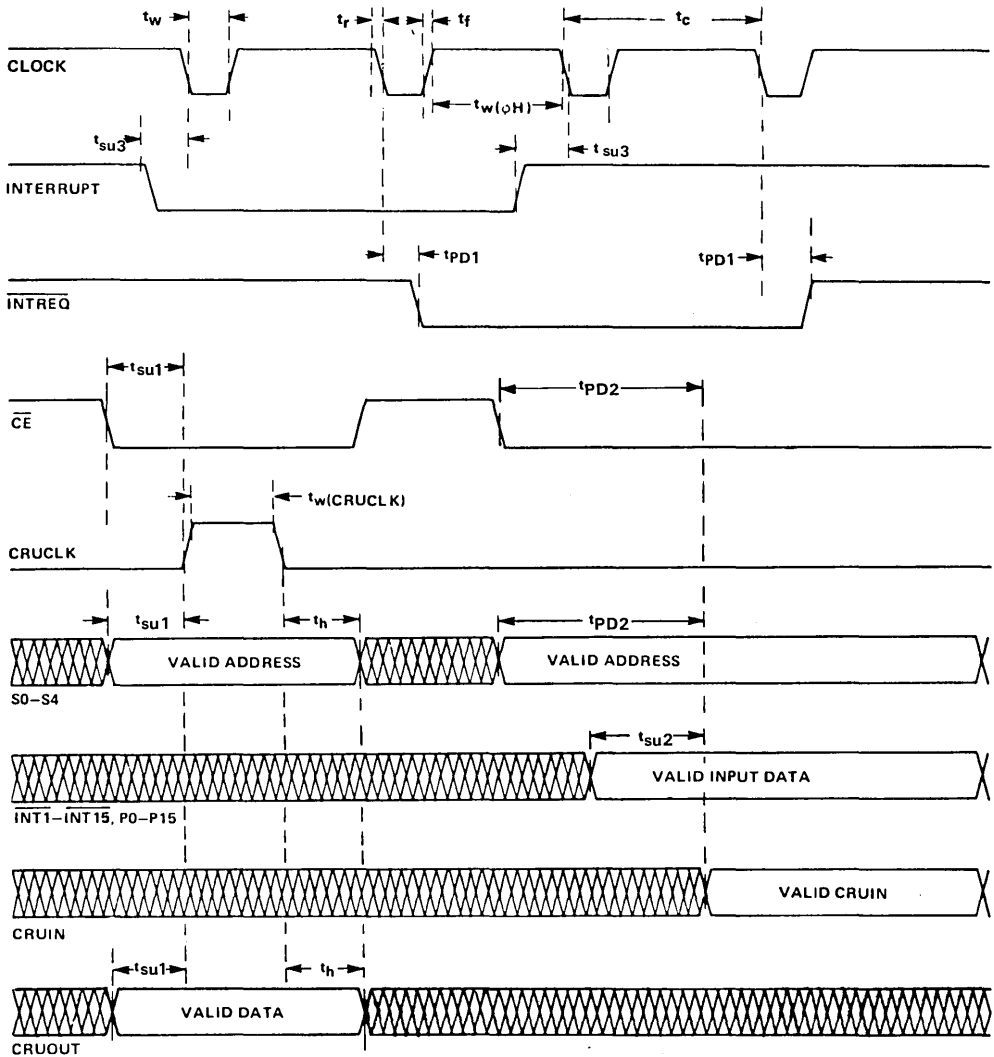 tw
tr
tf
tc
CLOCK
tw(φH)
tsu3
tsu3
INTERRUPT
tPD1
tPD1
INTREQ
tsu1
tPD2
CE
tw(CRUCLK)
CRUCLK
tsu1
th
tPD2
VALID ADDRESS
VALID ADDRESS
S0–S4
tsu2
VALID INPUT DATA
INT1–INT15, P0–P15
VALID CRUIN
CRUIN
tsu1
th
VALID DATA
CRUOUT